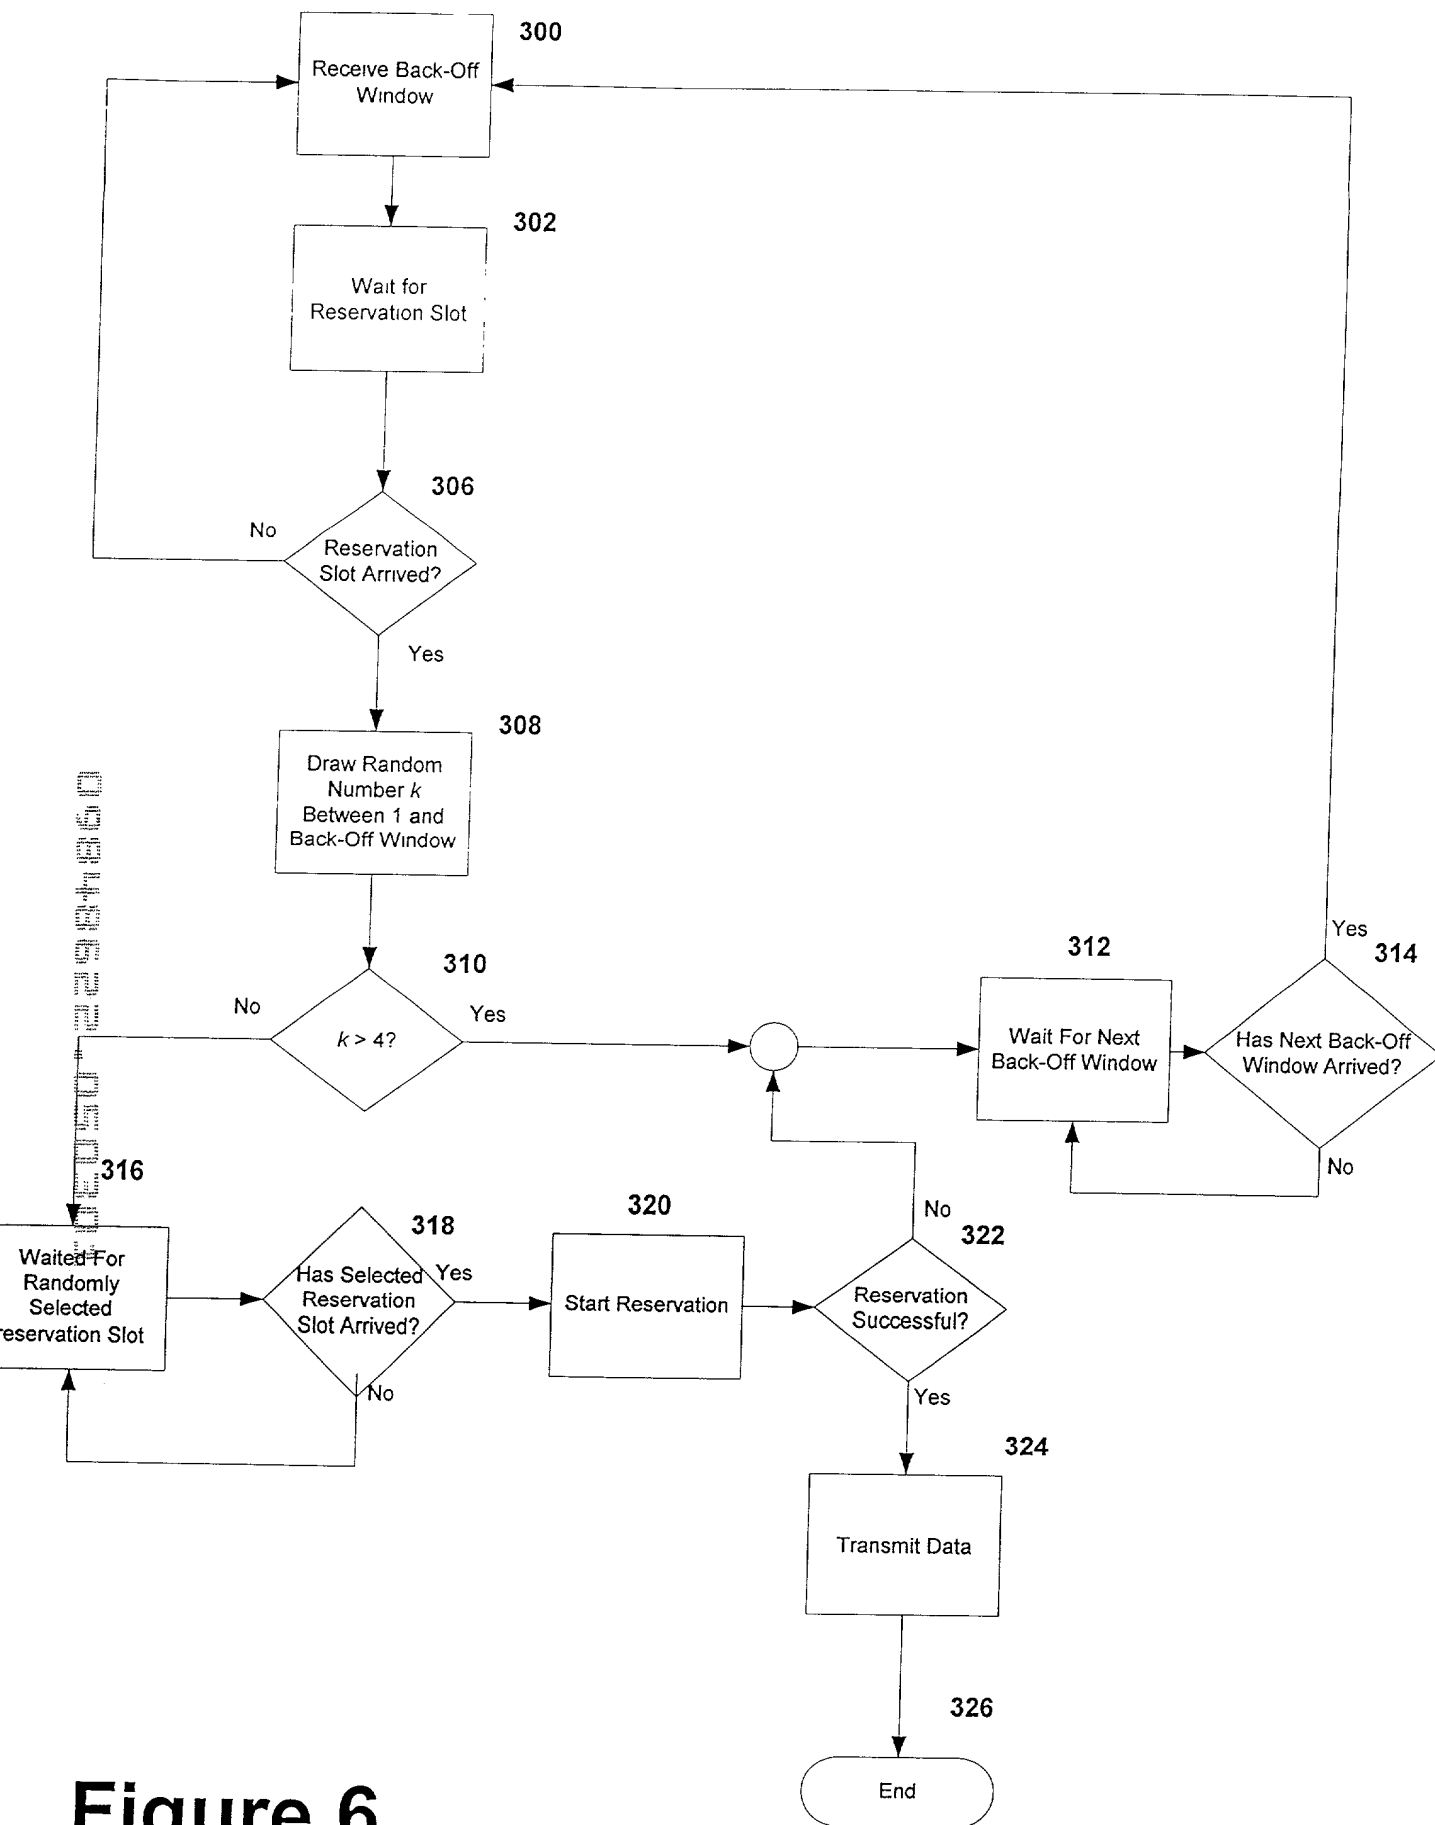 300
Receive Back-Off
Window
302
Wait for
Reservation Slot
306
No
Reservation
Slot Arrived?
Yes
308
Draw Random
Number k
Between 1 and
Back-Off Window
310
No
k > 4?
Yes
312
Wait For Next
Back-Off Window
Yes
314
Has Next Back-Off
Window Arrived?
No
316
Waited For
Randomly
Selected
reservation Slot
318
Has Selected
Reservation
Slot Arrived?
Yes
No
320
Start Reservation
No
322
Reservation
Successful?
Yes
324
Transmit Data
326
End
Figure 6